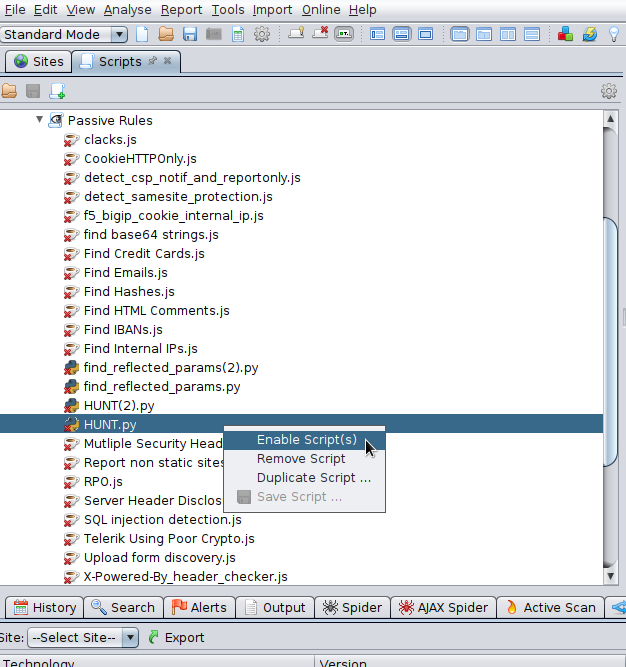 File Edit View Analyse Report Tools Import Online Help
Standard Mode
Sites Scripts
Passive Rules
clacks.js
CookieHTTPOnly.js
detect_csp_notif_and_reportonly.js
detect_samesite_protection.js
f5_bigip_cookie_internal_ip.js
find base64 strings.js
Find Credit Cards.js
Find Emails.js
Find Hashes.js
Find HTML Comments.js
Find IBANs.js
Find Internal IPs.js
find_reflected_params(2).py
find_reflected_params.py
HUNT(2).py
HUNT.py
Enable Script(s)
Mutliple Security Head
Remove Script
Report non static sites
Duplicate Script ...
RPO.js
Save Script ...
Server Header Disclos
SQL injection detection.js
Telerik Using Poor Crypto.js
Upload form discovery.js
X-Powered-By_header_checker.js
History Search Alerts Output Spider AJAX Spider Active Scan
Site: --Select Site-- Export
Technology Version